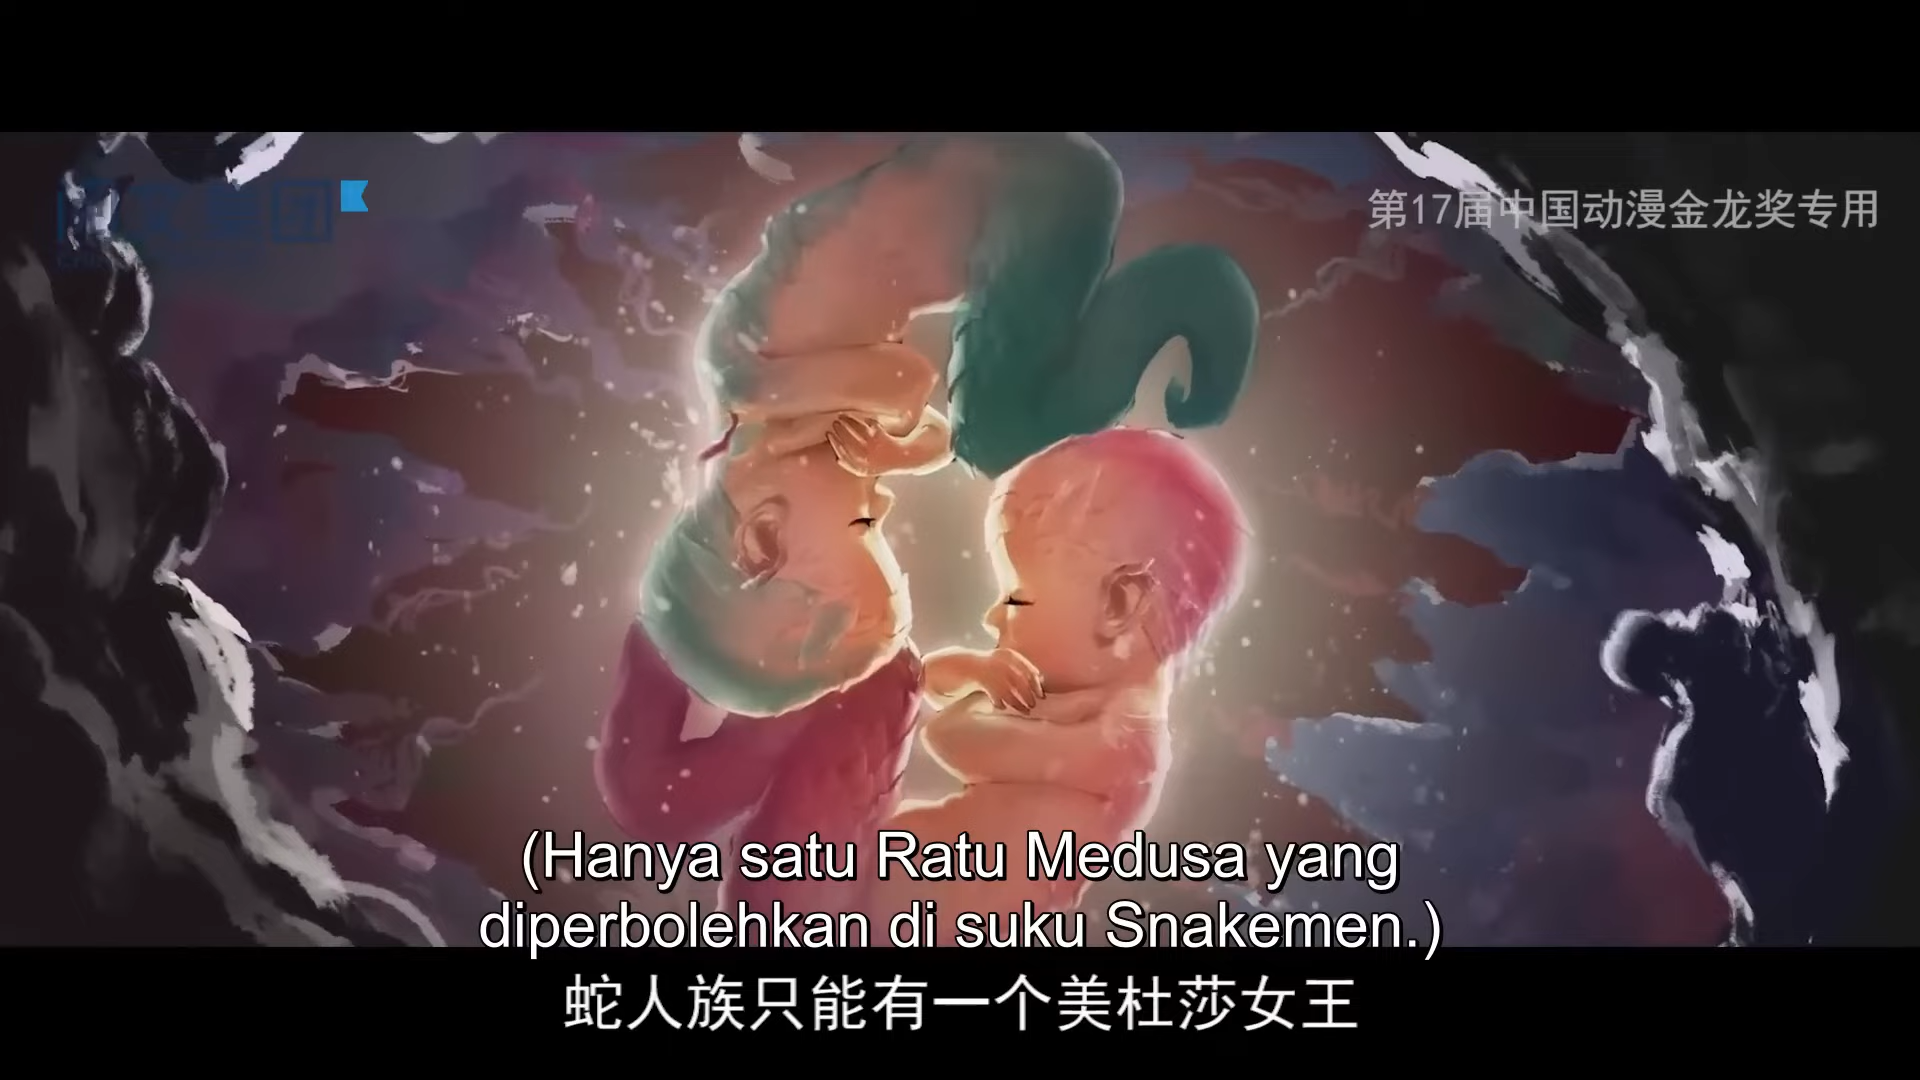 第17届中国动漫金龙奖专用
(Hanya satu Ratu Medusa yang
diperbolehkan di suku Snakemen.)
蛇人族只能有一个美杜莎女王